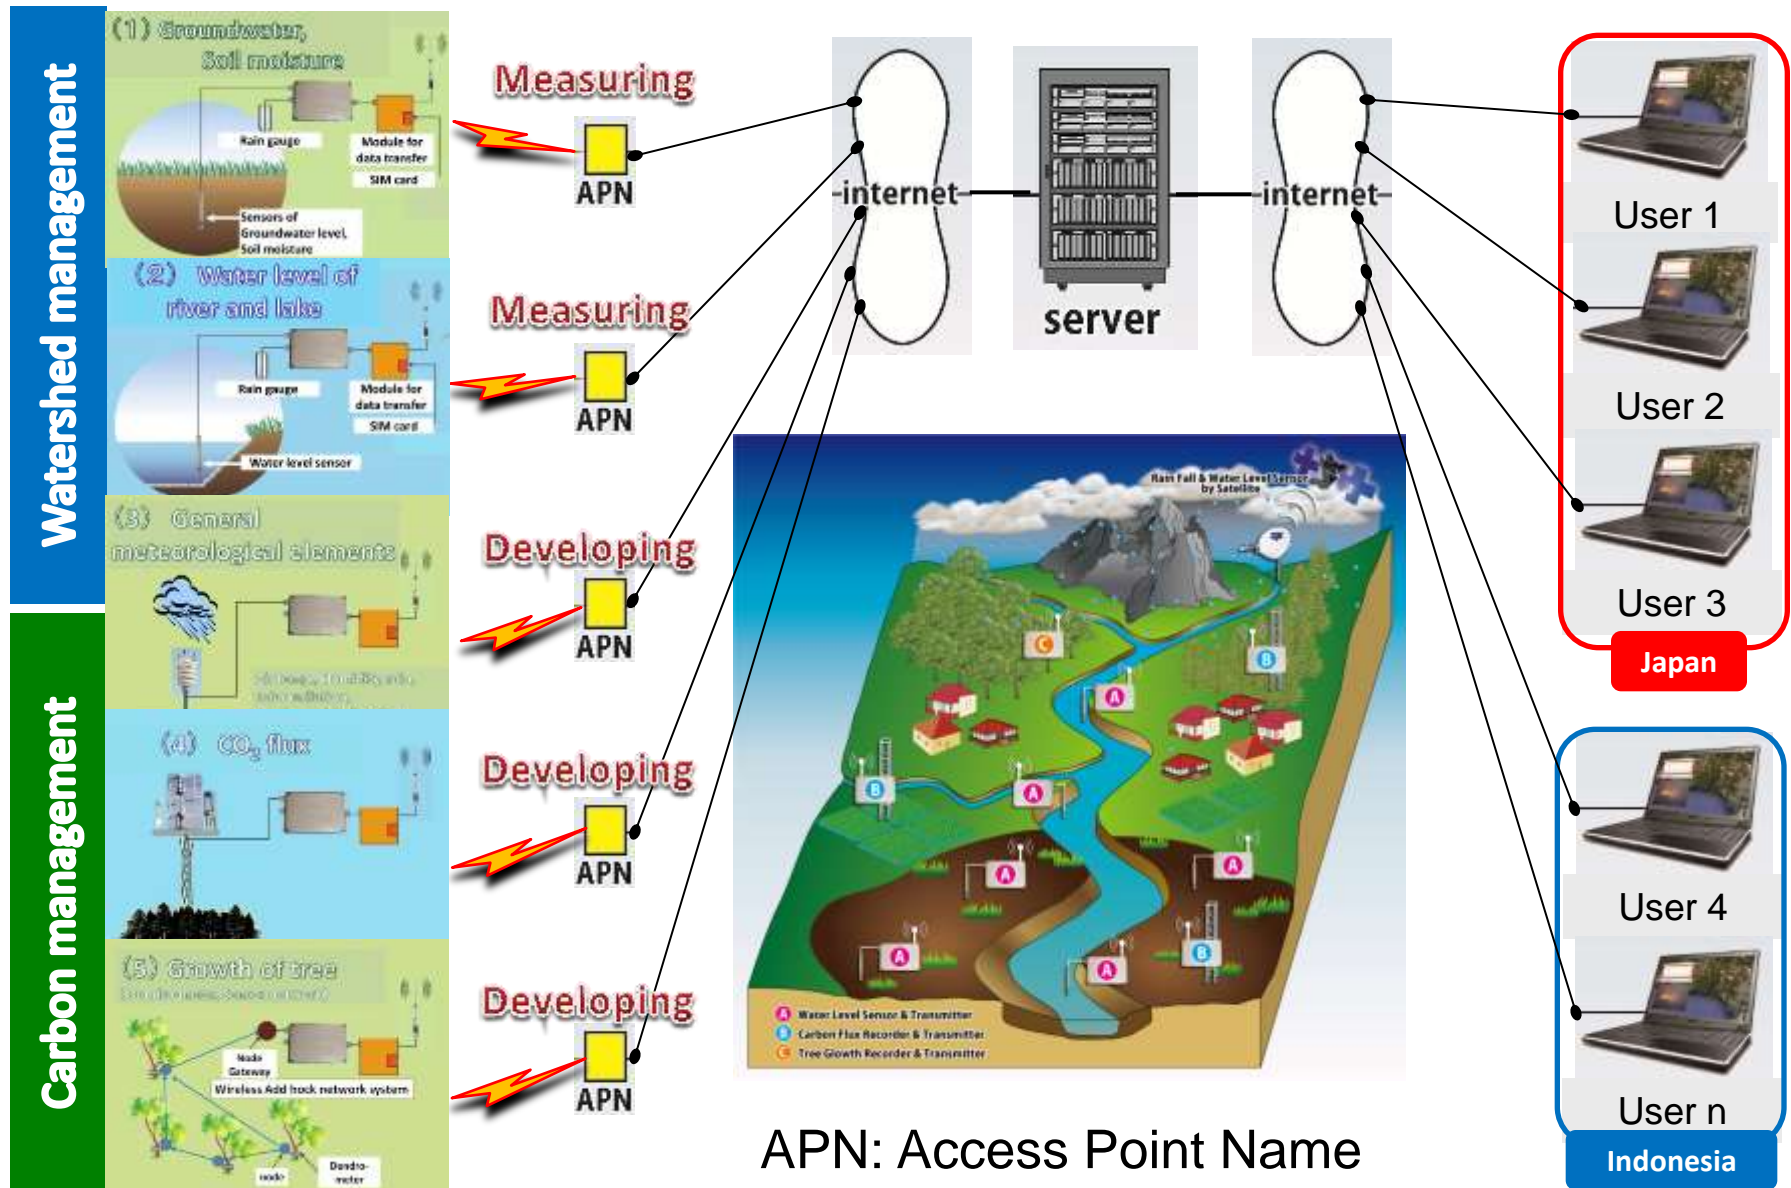 Watershed management
Carbon management
(1) Groundwater,
Soil moisture
Rain gauge
Module for
data transfer
SIM card
Sensors of
Groundwater level,
Soil moisture
(2) Water level of
river and lake
Rain gauge
Module for
data transfer
SIM card
Water level sensor
(3) General
meteorological elements
(4) CO₂ flux
(5) Growth of tree
Node
Gateway
Wireless Add hock network system
node
Dendro-
meter
Measuring
APN
Measuring
APN
Developing
APN
Developing
APN
Developing
APN
internet
server
internet
Rain Fall & Water Level Sensor
by Satellite
C
B
A
B
A
A
A
A
B
A
A Water Level Sensor & Transmitter
B Carbon Flux Recorder & Transmitter
C Tree Glowth Recorder & Transmitter
APN: Access Point Name
User 1
User 2
User 3
Japan
User 4
User n
Indonesia